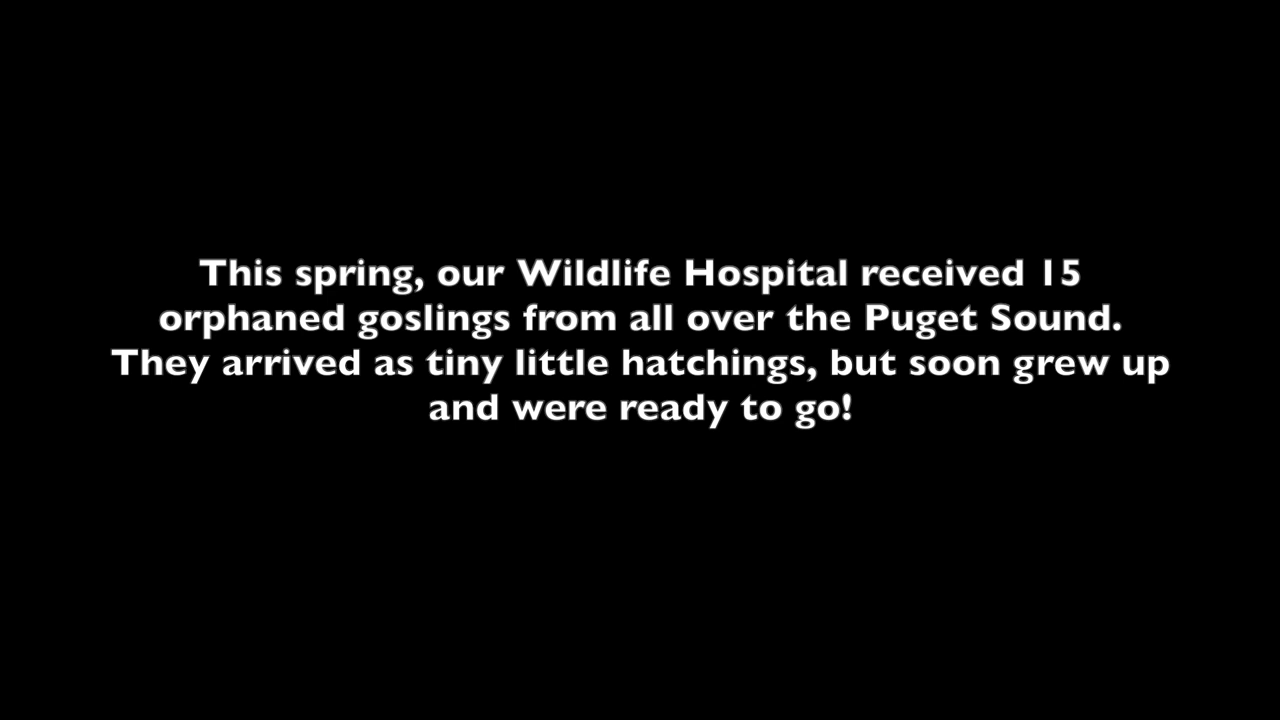 This spring, our Wildlife Hospital received 15
orphaned goslings from all over the Puget Sound.
They arrived as tiny little hatchings, but soon grew up
and were ready to go!